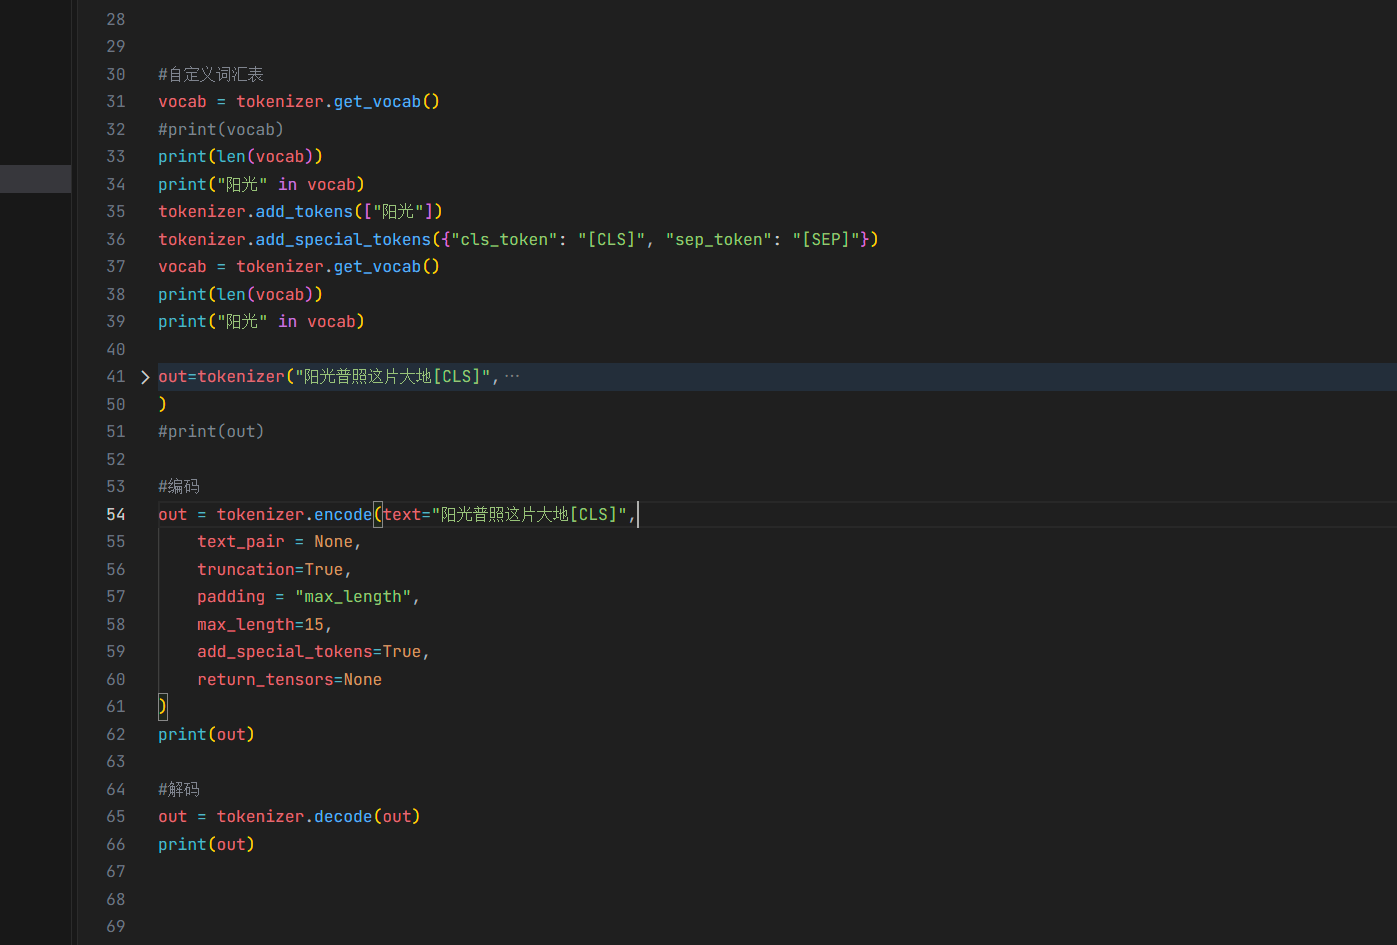 28
29
30 #自定义词汇表
31 vocab = tokenizer.get_vocab()
32 #print(vocab)
33 print(len(vocab))
34 print("阳光" in vocab)
35 tokenizer.add_tokens(["阳光"])
36 tokenizer.add_special_tokens({"cls_token": "[CLS]", "sep_token": "[SEP]"})
37 vocab = tokenizer.get_vocab()
38 print(len(vocab))
39 print("阳光" in vocab)
40
41 out=tokenizer("阳光普照这片大地[CLS]",…
50 )
51 #print(out)
52
53 #编码
54 out = tokenizer.encode(text="阳光普照这片大地[CLS]",
55     text_pair = None,
56     truncation=True,
57     padding = "max_length",
58     max_length=15,
59     add_special_tokens=True,
60     return_tensors=None
61 )
62 print(out)
63
64 #解码
65 out = tokenizer.decode(out)
66 print(out)
67
68
69